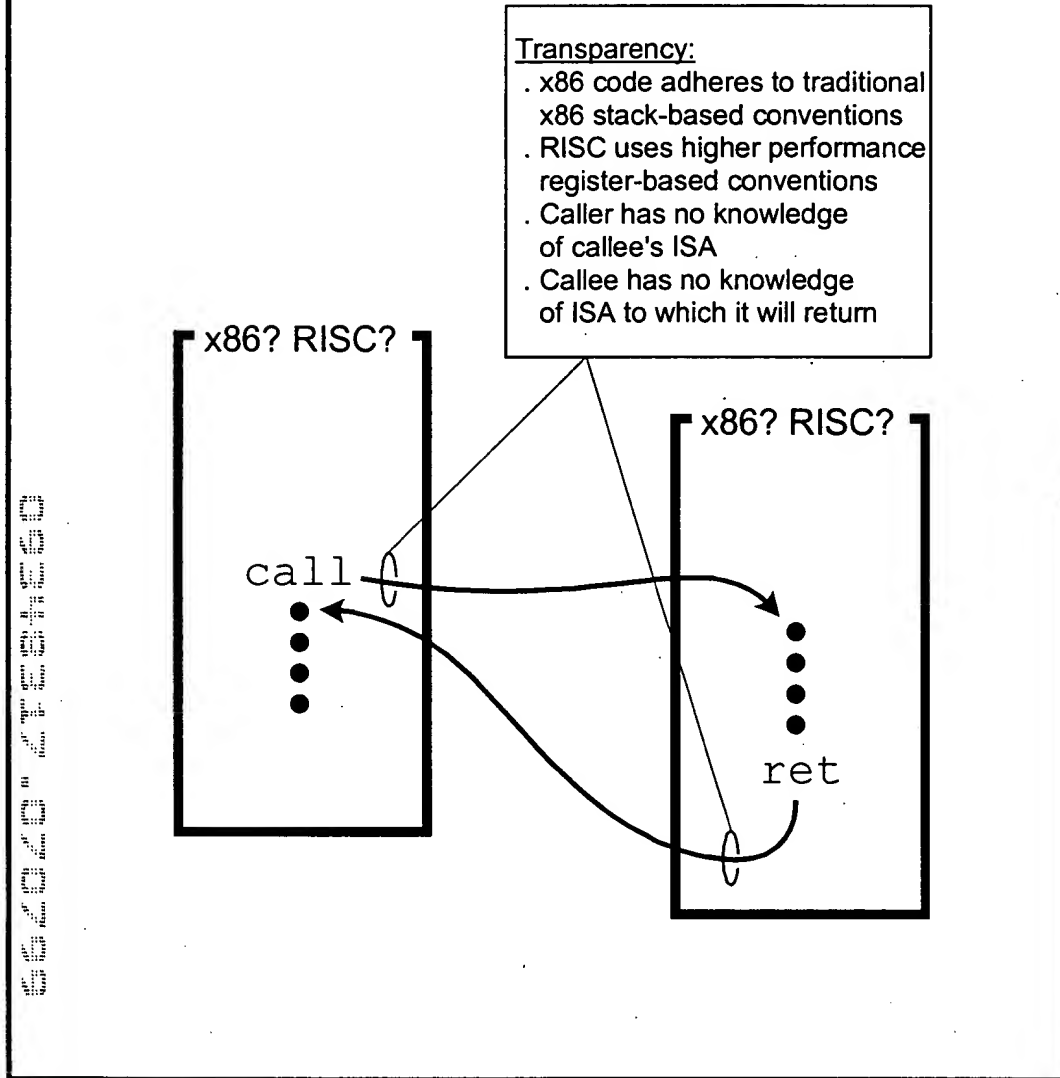 Transparency:
. x86 code adheres to traditional
x86 stack-based conventions
. RISC uses higher performance
register-based conventions
. Caller has no knowledge
of callee's ISA
. Callee has no knowledge
of ISA to which it will return
x86? RISC?
x86? RISC?
call
ret